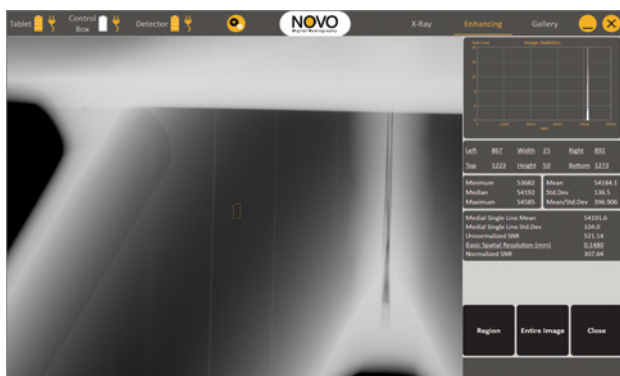 Tablet
Control
Box
Detector
NOVO
Digital Radiography
X-Ray
Enhancing
Gallery
Left 867 Width 25 Right 892
Top 1223 Height 50 Bottom 1273
Minimum 53682
Median 54192
Maximum 54585
Mean 54184.1
Std.Dev 136.5
Mean/Std.Dev 396.906
Medial Single Line Mean 54191.6
Medial Single Line Std.Dev 104.0
Unnormalized SNR 521.14
Basic Spatial Resolution (mm) 0.1480
Normalized SNR 307.64
Region
Entire Image
Close